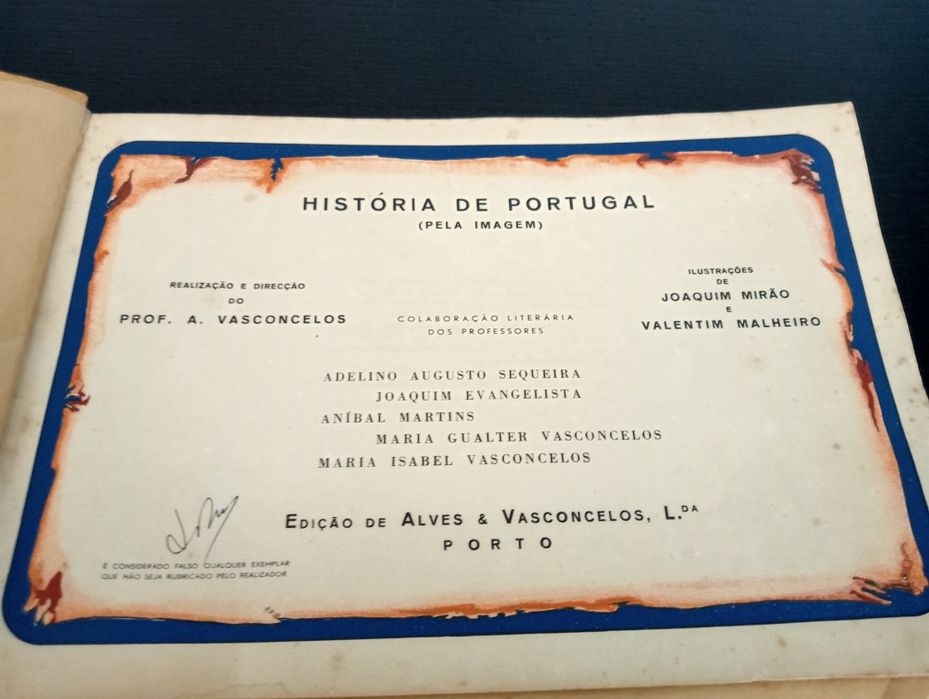 HISTÓRIA DE PORTUGAL
(PELA IMAGEM)
REALIZAÇÃO E DIRECÇÃO
DO
PROF. A. VASCONCELOS
COLABORAÇÃO LITERÁRIA
DOS PROFESSORES
ILUSTRAÇÕES
DE
JOAQUIM MIRÃO
E
VALENTIM MALHEIRO
ADELINO AUGUSTO SEQUEIRA
JOAQUIM EVANGELISTA
ANÍBAL MARTINS
MARIA GUALTER VASCONCELOS
MARIA ISABEL VASCONCELOS
EDIÇÃO DE ALVES & VASCONCELOS, L.DA
PORTO
É CONSIDERADO FALSO QUALQUER EXEMPLAR
QUE NÃO SEJA RUBRICADO PELO REALIZADOR